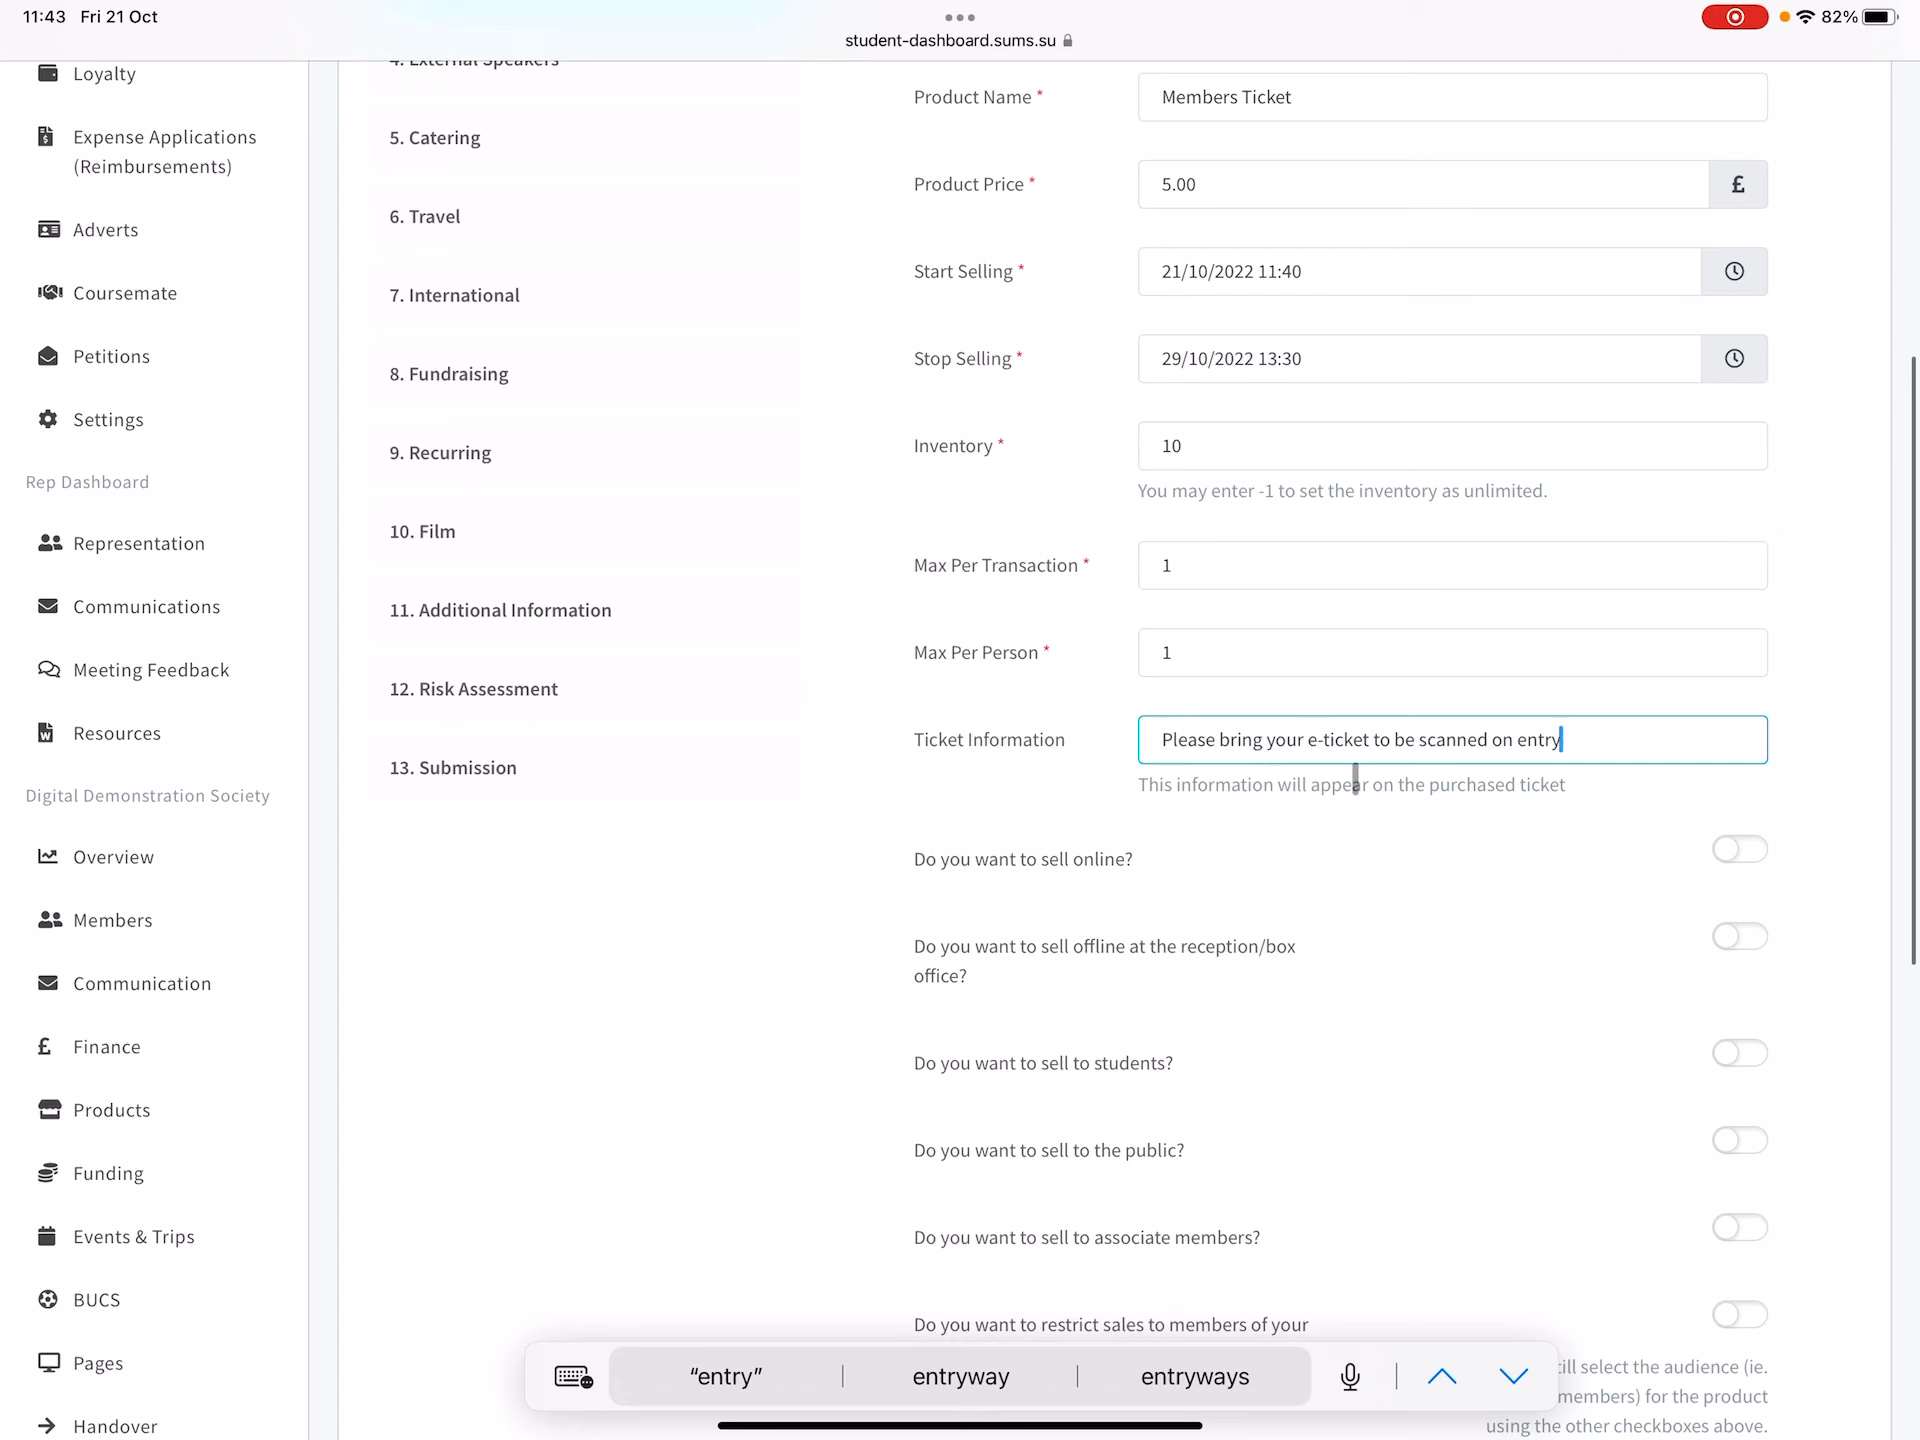 11:43 Fri 21 Oct
82%
student-dashboard.sums.su
Loyalty
Expense Applications
(Reimbursements)
Adverts
Coursemate
Petitions
Settings
Rep Dashboard
Representation
Communications
Meeting Feedback
Resources
Digital Demonstration Society
Overview
Members
Communication
£ Finance
Products
Funding
Events & Trips
BUCS
Pages
Handover
4. External Speakers
5. Catering
6. Travel
7. International
8. Fundraising
9. Recurring
10. Film
11. Additional Information
12. Risk Assessment
13. Submission
Product Name * Members Ticket
Product Price * 5.00 £
Start Selling * 21/10/2022 11:40
Stop Selling * 29/10/2022 13:30
Inventory * 10
You may enter -1 to set the inventory as unlimited.
Max Per Transaction * 1
Max Per Person * 1
Ticket Information Please bring your e-ticket to be scanned on entry
This information will appear on the purchased ticket
Do you want to sell online?
Do you want to sell offline at the reception/box
office?
Do you want to sell to students?
Do you want to sell to the public?
Do you want to sell to associate members?
Do you want to restrict sales to members of your
select the audience (ie.
members) for the product
using the other checkboxes above.
“entry” entryway entryways